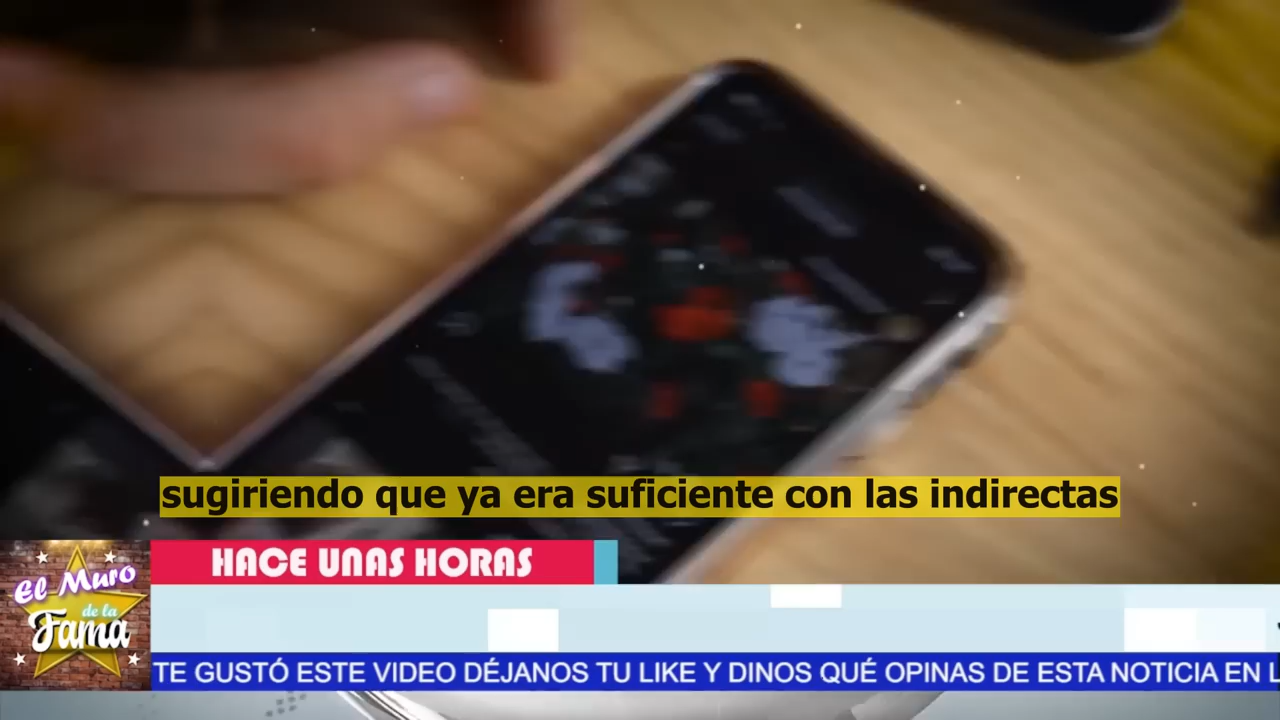 sugiriendo que ya era suficiente con las indirectas
HACE UNAS HORAS
El Muro
de la
Fama
TE GUSTÓ ESTE VIDEO DÉJANOS TU LIKE Y DINOS QUÉ OPINAS DE ESTA NOTICIA EN L